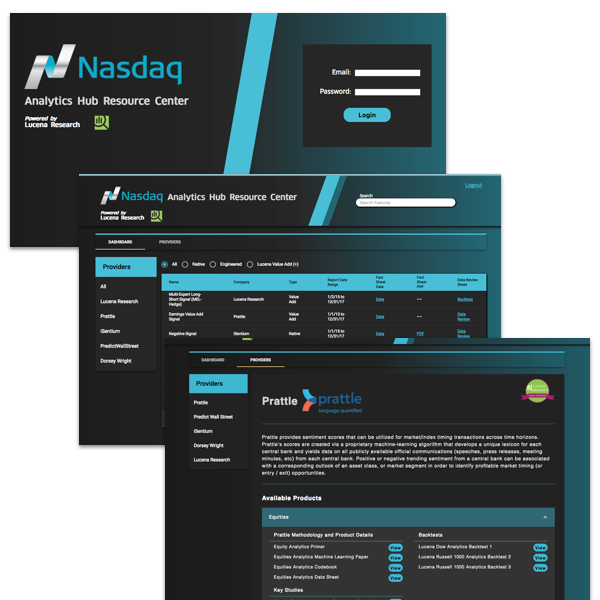 Nasdaq
Analytics Hub Resource Center
Powered by
Lucena Research
Email:
Password:
Login
Nasdaq Analytics Hub Resource Center
Powered by
Lucena Research
Logout
Search
Search Features
DASHBOARD PROVIDERS
Providers
All
Lucena Research
Prattle
iSentium
PredictWallStreet
Dorsey Wright
All Native Engineered Lucena Value Add (+)
Name Company Type Report Date Range Fact Sheet Data Fact Sheet PDF Data Review Sheet
Multi-Expert Long-Short Signal (MEL-Hedge) Lucena Research Value Add 1/2/15 to 12/31/17 Data --- Backtest
Earnings Value Add Signal Prattle Value Add 1/1/13 to 12/31/17 Data --- Data Review
Negative Signal iSentium Native 1/1/13 to 12/31/17 Data PDF Data Review
DASHBOARD PROVIDERS
Providers
Prattle
Predict Wall Street
iSentium
Dorsey Wright
Lucena Research
Prattle prattle
language quantified
Prattle provides sentiment scores that can be utilized for market/index timing transactions across time horizons.
Prattle's scores are created via a proprietary machine-learning algorithm that develops a unique lexicon for each
central bank and yields data on all publicly available official communications (speeches, press releases, meeting
minutes, etc) from each central bank. Positive or negative trending sentiment from a central bank can be associated
with a corresponding outlook of an asset class, or market segment in order to identify profitable market timing (or
entry / exit) opportunities.
Available Products
Equities
Prattle Methodology and Product Details
Equity Analytics Primer View
Equities Analytics Machine Learning Paper View
Equities Analytics Codebook View
Equities Analytics Data Sheet View
Key Studies
Backtests
Lucena Dow Analytics Backtest 1 View
Lucena Russell 1000 Analytics Backtest 2 View
Lucena Russell 1000 Analytics Backtest 3 View